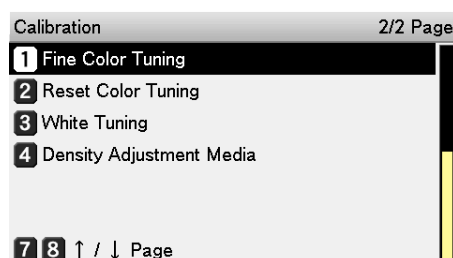 Calibration 2/2 Page
1 Fine Color Tuning
2 Reset Color Tuning
3 White Tuning
4 Density Adjustment Media
7 8 ↑ / ↓ Page